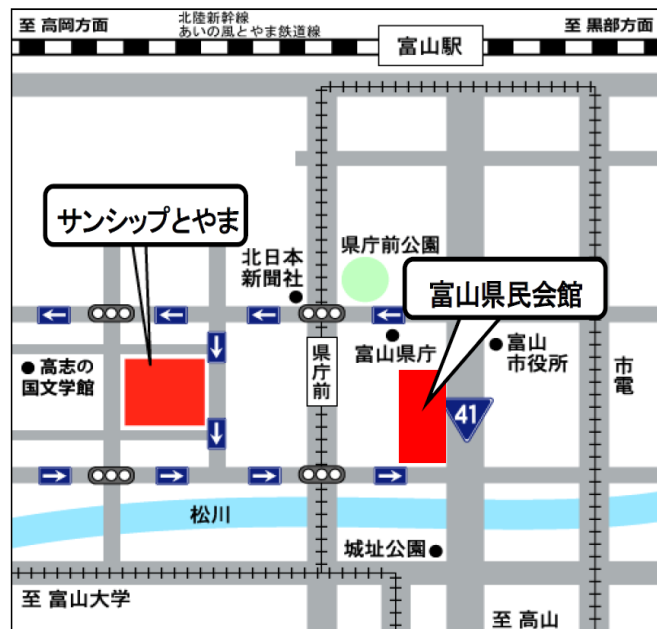 至 高岡方面
北陸新幹線
あいの風とやま鉄道線
富山駅
至 黒部方面
サンシップとやま
北日本
新聞社
県庁前公園
富山県民会館
富山県庁
富山
市役所
高志の
国文学館
県庁前
41
市電
松川
城址公園
至 富山大学
至 高山